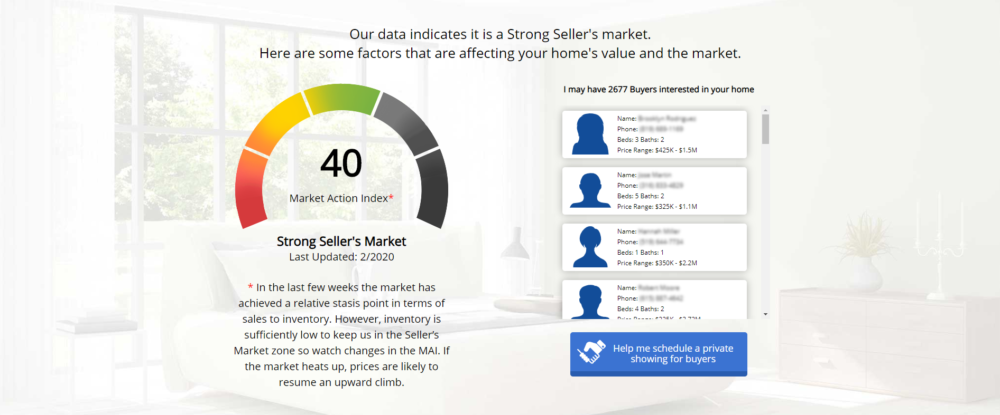 Our data indicates it is a Strong Seller's market.
Here are some factors that are affecting your home's value and the market.
40
Market Action Index*
Strong Seller's Market
Last Updated: 2/2020
* In the last few weeks the market has
achieved a relative stasis point in terms of
sales to inventory. However, inventory is
sufficiently low to keep us in the Seller’s
Market zone so watch changes in the MAI. If
the market heats up, prices are likely to
resume an upward climb.
I may have 2677 Buyers interested in your home
Name:
Phone:
Beds: 3 Baths: 2
Price Range: $425K - $1.5M
Name:
Phone:
Beds: 5 Baths: 2
Price Range: $325K - $1.1M
Name:
Phone:
Beds: 1 Baths: 1
Price Range: $350K - $2.2M
Name:
Phone:
Beds: 4 Baths: 2
Price Range:
Help me schedule a private
showing for buyers